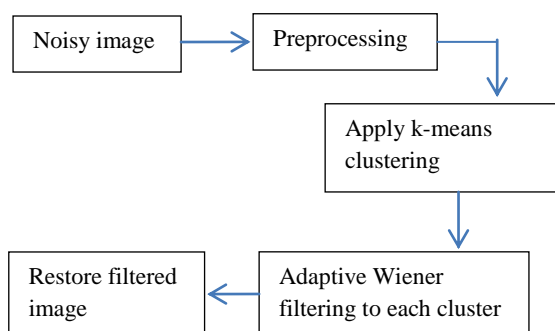 Noisy image
Preprocessing
Apply k-means
clustering
Adaptive Wiener
filtering to each cluster
Restore filtered
image